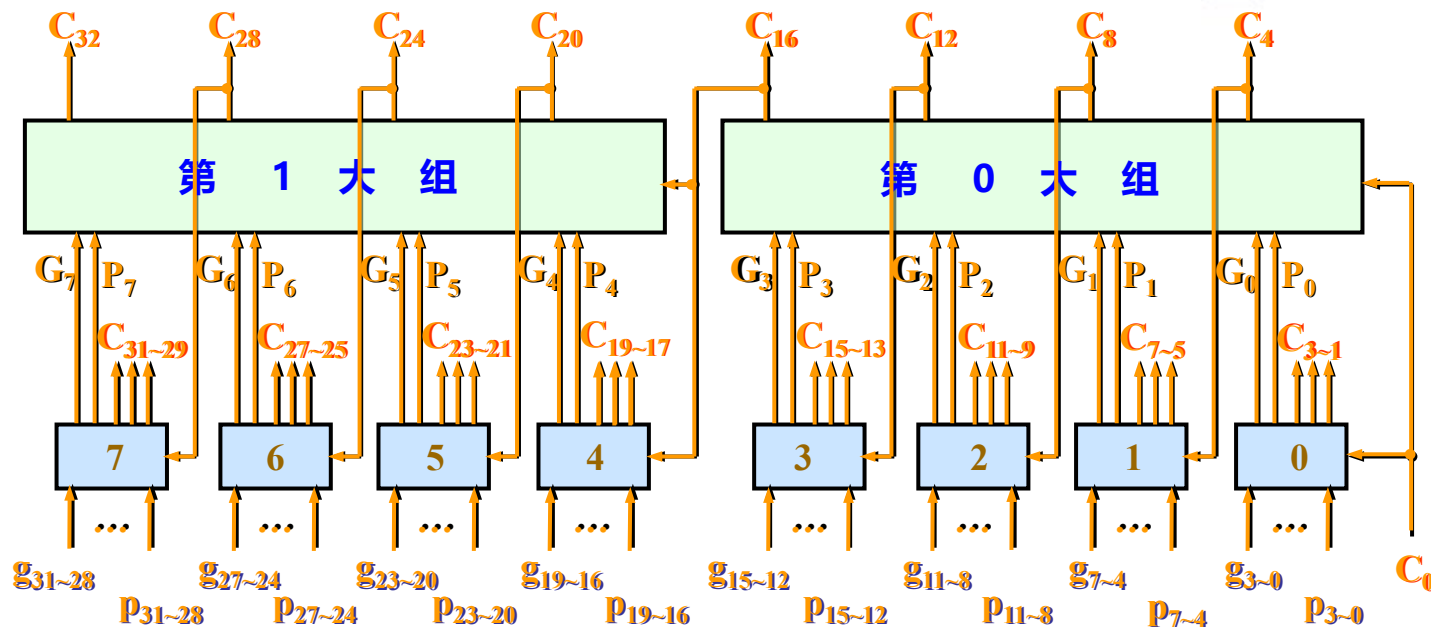 C₃₂ C₂₈ C₂₄ C₂₀ C₁₆ C₁₂ C₈ C₄
第 1 大 组 第 0 大 组
G₇ P₇ G₆ P₆ G₅ P₅ G₄ P₄ G₃ P₃ G₂ P₂ G₁ P₁ G₀ P₀
C₃₁~₂₉ C₂₇~₂₅ C₂₃~₂₁ C₁₉~₁₇ C₁₅~₁₃ C₁₁~₉ C₇~₅ C₃~₁
7 6 5 4 3 2 1 0
… … … … … … … …
g₃₁~₂₈ g₂₇~₂₄ g₂₃~₂₀ g₁₉~₁₆ g₁₅~₁₂ g₁₁~₈ g₇~₄ g₃~₀ C₀
p₃₁~₂₈ p₂₇~₂₄ p₂₃~₂₀ p₁₉~₁₆ p₁₅~₁₂ p₁₁~₈ p₇~₄ p₃~₀